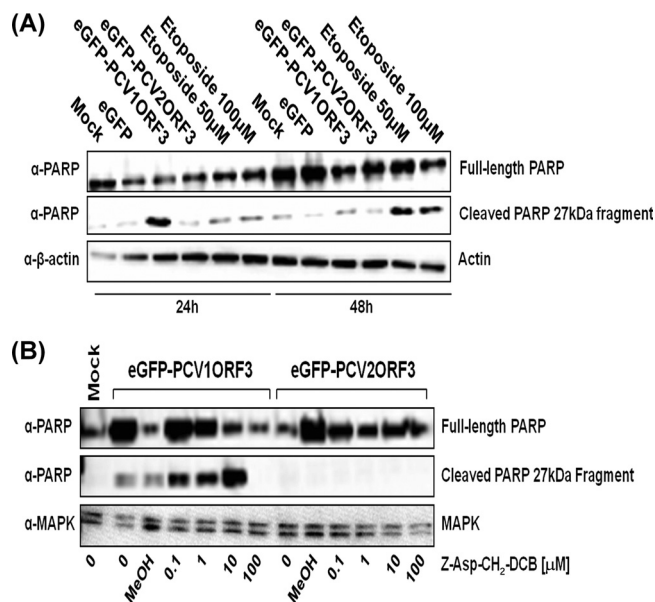 (A)
Mock
eGFP
eGFP-PCV1ORF3
eGFP-PCV2ORF3
Etoposide 50µM
Etoposide 100µM
Mock
eGFP
eGFP-PCV1ORF3
eGFP-PCV2ORF3
Etoposide 50µM
Etoposide 100µM
α-PARP Full-length PARP
α-PARP Cleaved PARP 27kDa fragment
α-β-actin Actin
24h 48h
(B)
Mock eGFP-PCV1ORF3 eGFP-PCV2ORF3
α-PARP Full-length PARP
α-PARP Cleaved PARP 27kDa Fragment
α-MAPK MAPK
0 0 MeOH 0.1 1 10 100 0 MeOH 0.1 1 10 100 Z-Asp-CH2-DCB [µM]